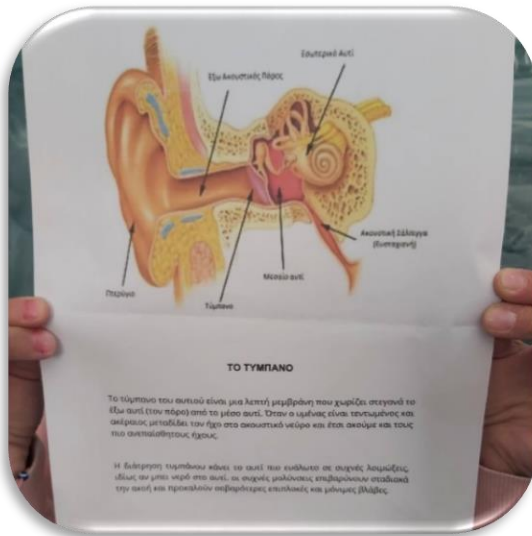 Εσωτερικό Αυτί
Εξω Ακουστικός Πόρος
Ακουστική Σάλπιγγα
(Ευσταχιανή)
Μεσαίο αυτί
Πτερύγιο
Τύμπανο
ΤΟ ΤΥΜΠΑΝΟ
Το τύμπανο του αυτιού είναι μια λεπτή μεμβράνη που χωρίζει στεγανά το
έξω αυτί (τον πόρο) από το μέσο αυτί. Όταν ο υμένας είναι τεντωμένος και
ακέραιος μεταδίδει τον ήχο στο ακουστικό νεύρο και έτσι ακούμε και τους
πιο ανεπαίσθητους ήχους.
Η διάτρηση τυμπάνου κάνει το αυτί πιο ευάλωτο σε συχνές λοιμώξεις,
ιδίως αν μπει νερό στο αυτί. οι συχνές μολύνσεις επιβαρύνουν σταδιακά
την ακοή και προκαλούν σοβαρότερες επιπλοκές και μόνιμες βλάβες.